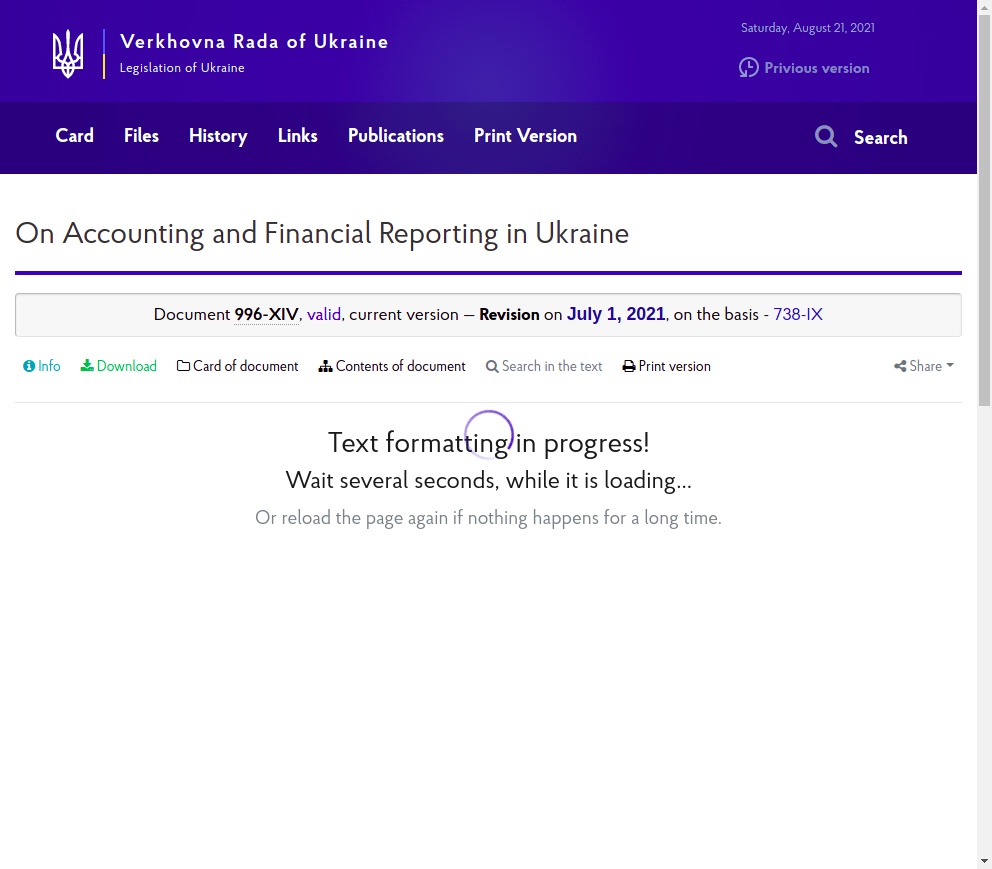 Verkhovna Rada of Ukraine
Legislation of Ukraine
Saturday, August 21, 2021
Privious version
Card Files History Links Publications Print Version Search
On Accounting and Financial Reporting in Ukraine
Document 996-XIV, valid, current version — Revision on July 1, 2021, on the basis - 738-IX
Info Download Card of document Contents of document Search in the text Print version Share
Text formatting in progress!
Wait several seconds, while it is loading...
Or reload the page again if nothing happens for a long time.